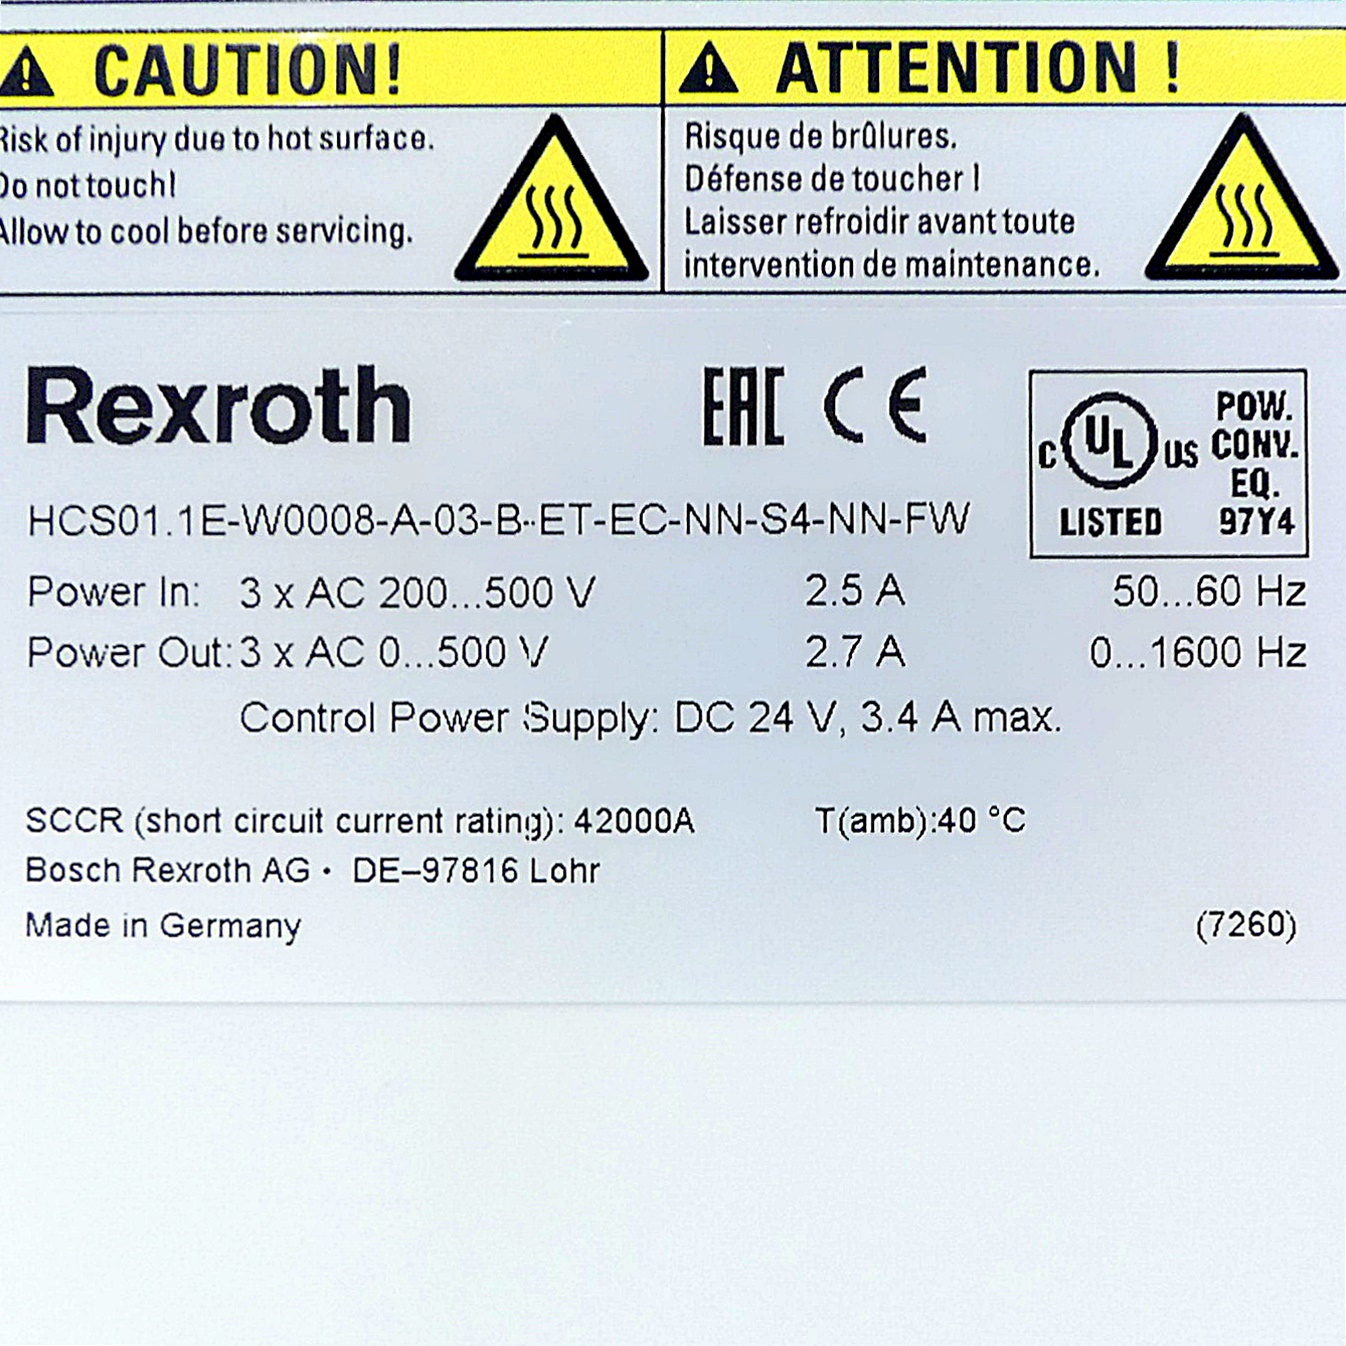 CAUTION!
Risk of injury due to hot surface.
Do not touch!
Allow to cool before servicing.
ATTENTION !
Risque de brûlures.
Défense de toucher !
Laisser refroidir avant toute
intervention de maintenance.
Rexroth
EAC CE
C UL US
LISTED
POW.
CONV.
EQ.
97Y4
HCS01.1E-W0008-A-03-B-ET-EC-NN-S4-NN-FW
Power In: 3 x AC 200...500 V 2.5 A 50...60 Hz
Power Out: 3 x AC 0...500 V 2.7 A 0...1600 Hz
Control Power Supply: DC 24 V, 3.4 A max.
SCCR (short circuit current rating): 42000A T(amb):40 °C
Bosch Rexroth AG · DE–97816 Lohr
Made in Germany (7260)